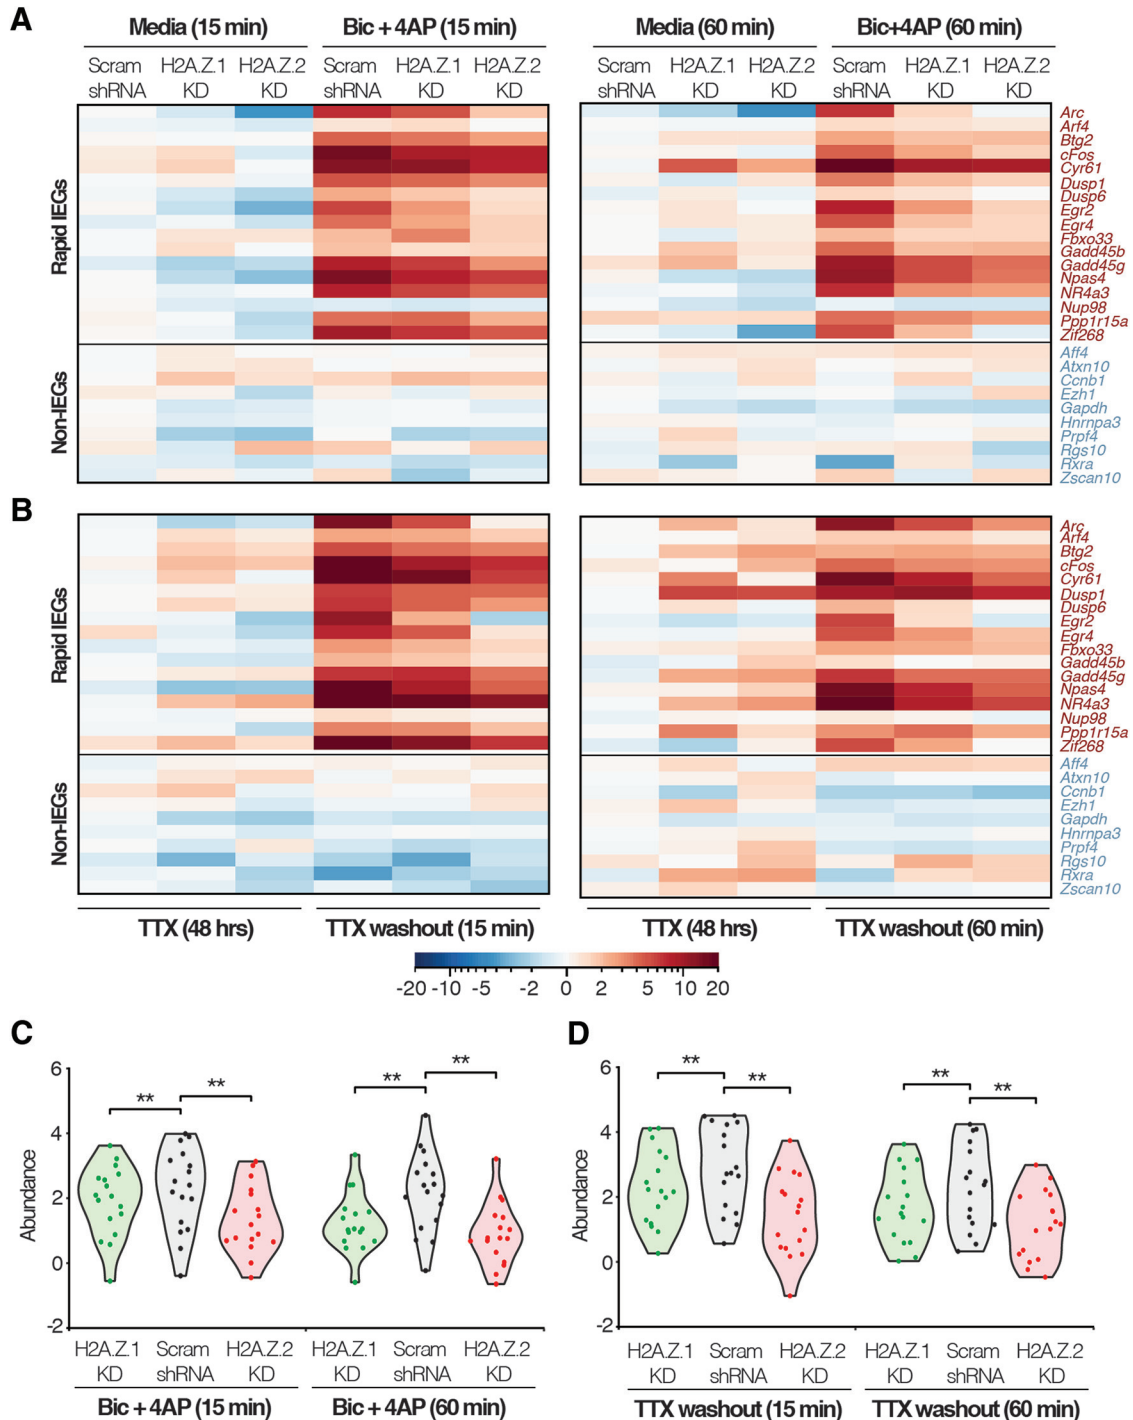 A
Media (15 min) Bic + 4AP (15 min) Media (60 min) Bic+4AP (60 min)
Scram H2A.Z.1 H2A.Z.2 Scram H2A.Z.1 H2A.Z.2 Scram H2A.Z.1 H2A.Z.2 Scram H2A.Z.1 H2A.Z.2
shRNA KD KD shRNA KD KD shRNA KD KD shRNA KD KD
Rapid IEGs
Non-IEGs
Arc
Arf4
Btg2
cFos
Cyr61
Dusp1
Dusp6
Egr2
Egr4
Fbxo33
Gadd45b
Gadd45g
Npas4
NR4a3
Nup98
Ppp1r15a
Zif268
Aff4
Atxn10
Ccnb1
Ezh1
Gapdh
Hnrnpa3
Prpf4
Rgs10
Rxra
Zscan10
B
Rapid IEGs
Non-IEGs
Arc
Arf4
Btg2
cFos
Cyr61
Dusp1
Dusp6
Egr2
Egr4
Fbxo33
Gadd45b
Gadd45g
Npas4
NR4a3
Nup98
Ppp1r15a
Zif268
Aff4
Atxn10
Ccnb1
Ezh1
Gapdh
Hnrnpa3
Prpf4
Rgs10
Rxra
Zscan10
TTX (48 hrs) TTX washout (15 min) TTX (48 hrs) TTX washout (60 min)
-20 -10 -5 -2 0 2 5 10 20
C
6
4
2
0
-2
Abundance
** ** ** **
H2A.Z.1 Scram H2A.Z.2 H2A.Z.1 Scram H2A.Z.2
KD shRNA KD KD shRNA KD
Bic + 4AP (15 min) Bic + 4AP (60 min)
D
6
4
2
0
-2
Abundance
** ** ** **
H2A.Z.1 Scram H2A.Z.2 H2A.Z.1 Scram H2A.Z.2
KD shRNA KD KD shRNA KD
TTX washout (15 min) TTX washout (60 min)